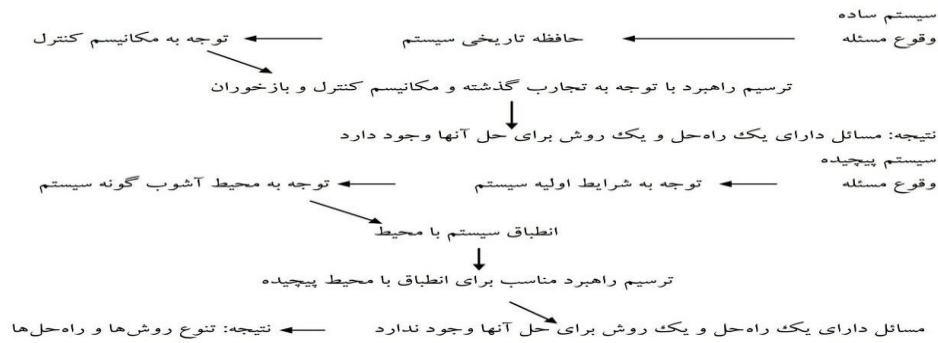 سیستم ساده
وقوع مسئله حافظه تاریخی سیستم توجه به مکانیسم کنترل
ترسیم راهبرد با توجه به تجارب گذشته و مکانیسم کنترل و بازخوران
نتیجه: مسائل دارای یک راه‌حل و یک روش برای حل آنها وجود دارد
سیستم پیچیده
وقوع مسئله توجه به شرایط اولیه سیستم توجه به محیط آشوب گونه سیستم
انطباق سیستم با محیط
ترسیم راهبرد مناسب برای انطباق با محیط پیچیده
مسائل دارای یک راه‌حل و یک روش برای حل آنها وجود ندارد نتیجه: تنوع روش‌ها و راه‌حل‌ها